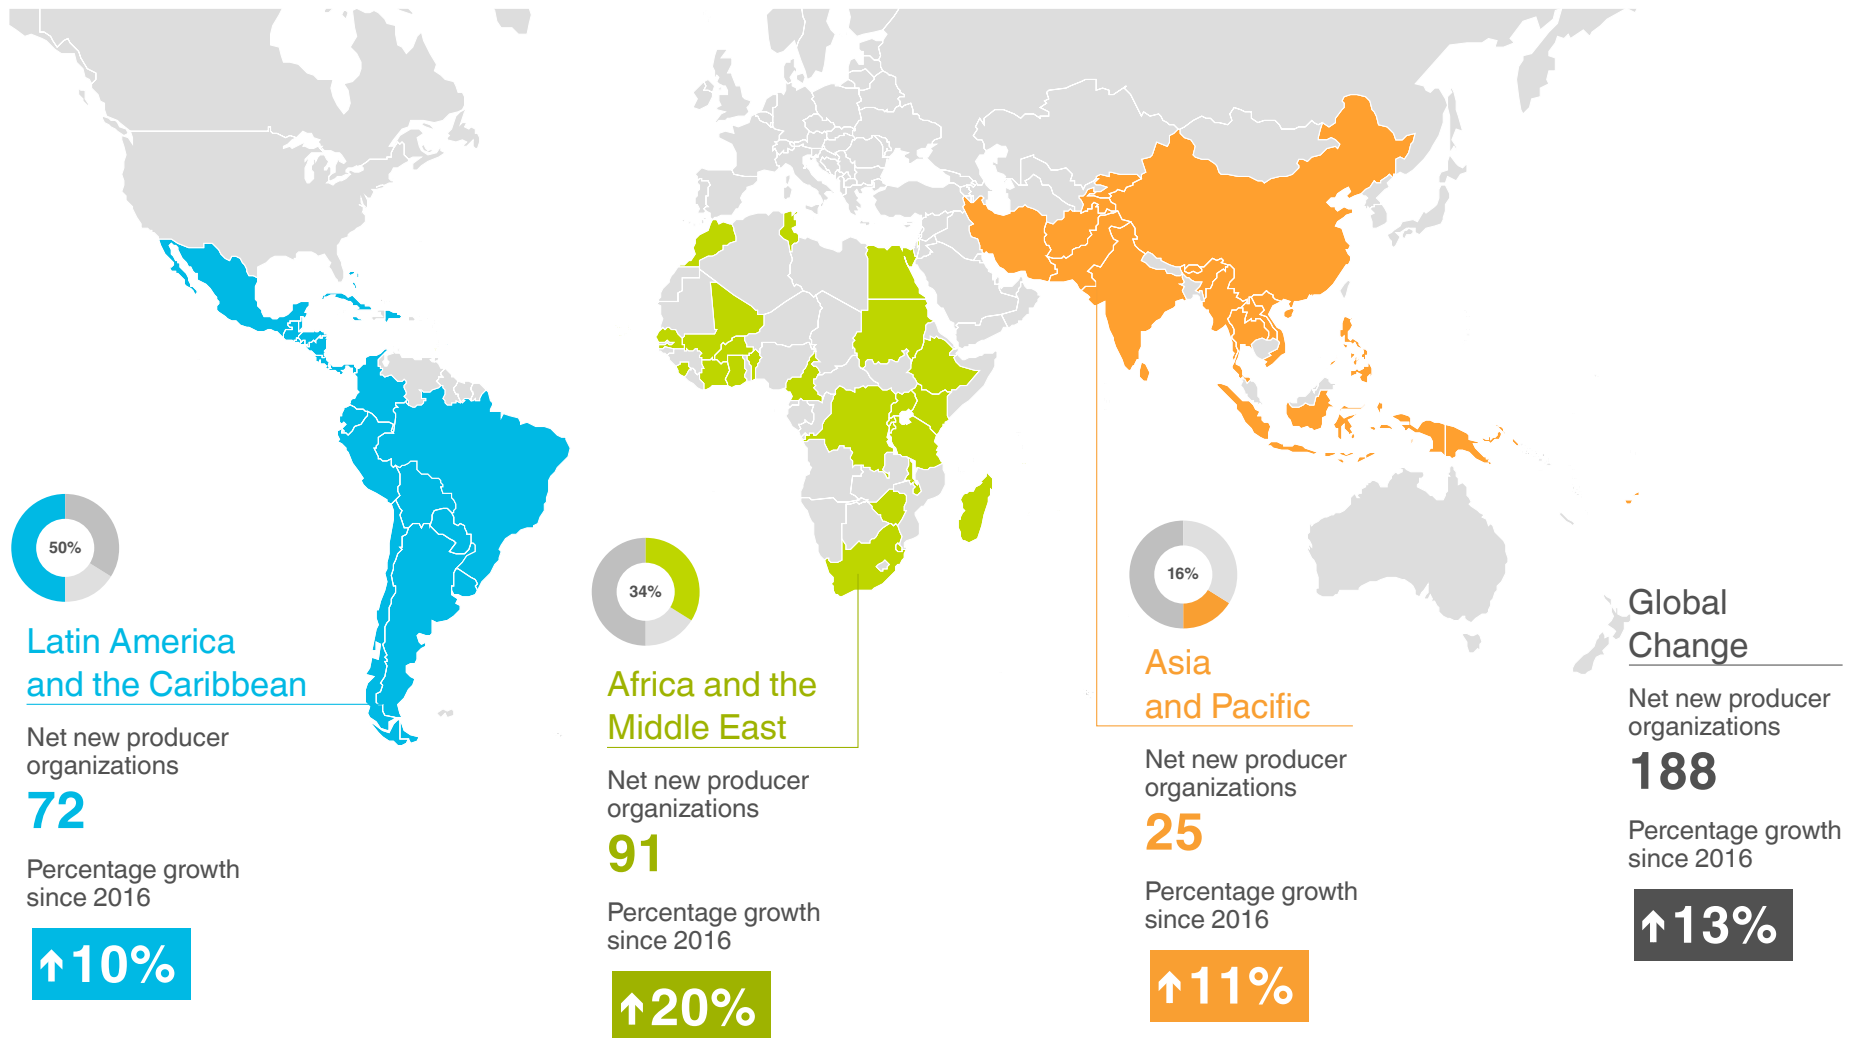 50%
Latin America
and the Caribbean
Net new producer
organizations
72
Percentage growth
since 2016
10%
34%
Africa and the
Middle East
Net new producer
organizations
91
Percentage growth
since 2016
20%
16%
Asia
and Pacific
Net new producer
organizations
25
Percentage growth
since 2016
11%
Global
Change
Net new producer
organizations
188
Percentage growth
since 2016
13%